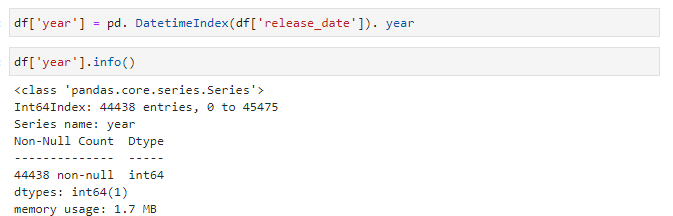 df['year'] = pd. DatetimeIndex(df['release_date']). year
df['year'].info()
<class 'pandas.core.series.Series'>
Int64Index: 44438 entries, 0 to 45475
Series name: year
Non-Null Count  Dtype
--------------  -----
44438 non-null  int64
dtypes: int64(1)
memory usage: 1.7 MB